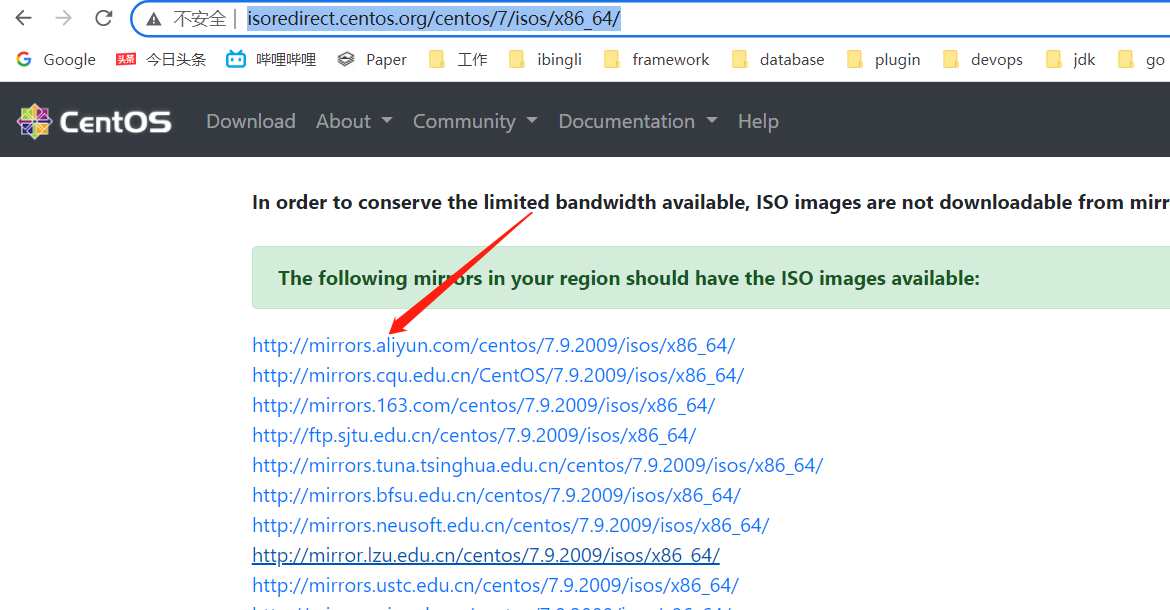 不安全 isoredirect.centos.org/centos/7/isos/x86_64/
Google 今日头条 哔哩哔哩 Paper 工作 ibingli framework database plugin devops jdk go
CentOS Download About Community Documentation Help
In order to conserve the limited bandwidth available, ISO images are not downloadable from mirr
The following mirrors in your region should have the ISO images available:
http://mirrors.aliyun.com/centos/7.9.2009/isos/x86_64/
http://mirrors.cqu.edu.cn/CentOS/7.9.2009/isos/x86_64/
http://mirrors.163.com/centos/7.9.2009/isos/x86_64/
http://ftp.sjtu.edu.cn/centos/7.9.2009/isos/x86_64/
http://mirrors.tuna.tsinghua.edu.cn/centos/7.9.2009/isos/x86_64/
http://mirrors.bfsu.edu.cn/centos/7.9.2009/isos/x86_64/
http://mirrors.neusoft.edu.cn/centos/7.9.2009/isos/x86_64/
http://mirror.lzu.edu.cn/centos/7.9.2009/isos/x86_64/
http://mirrors.ustc.edu.cn/centos/7.9.2009/isos/x86_64/